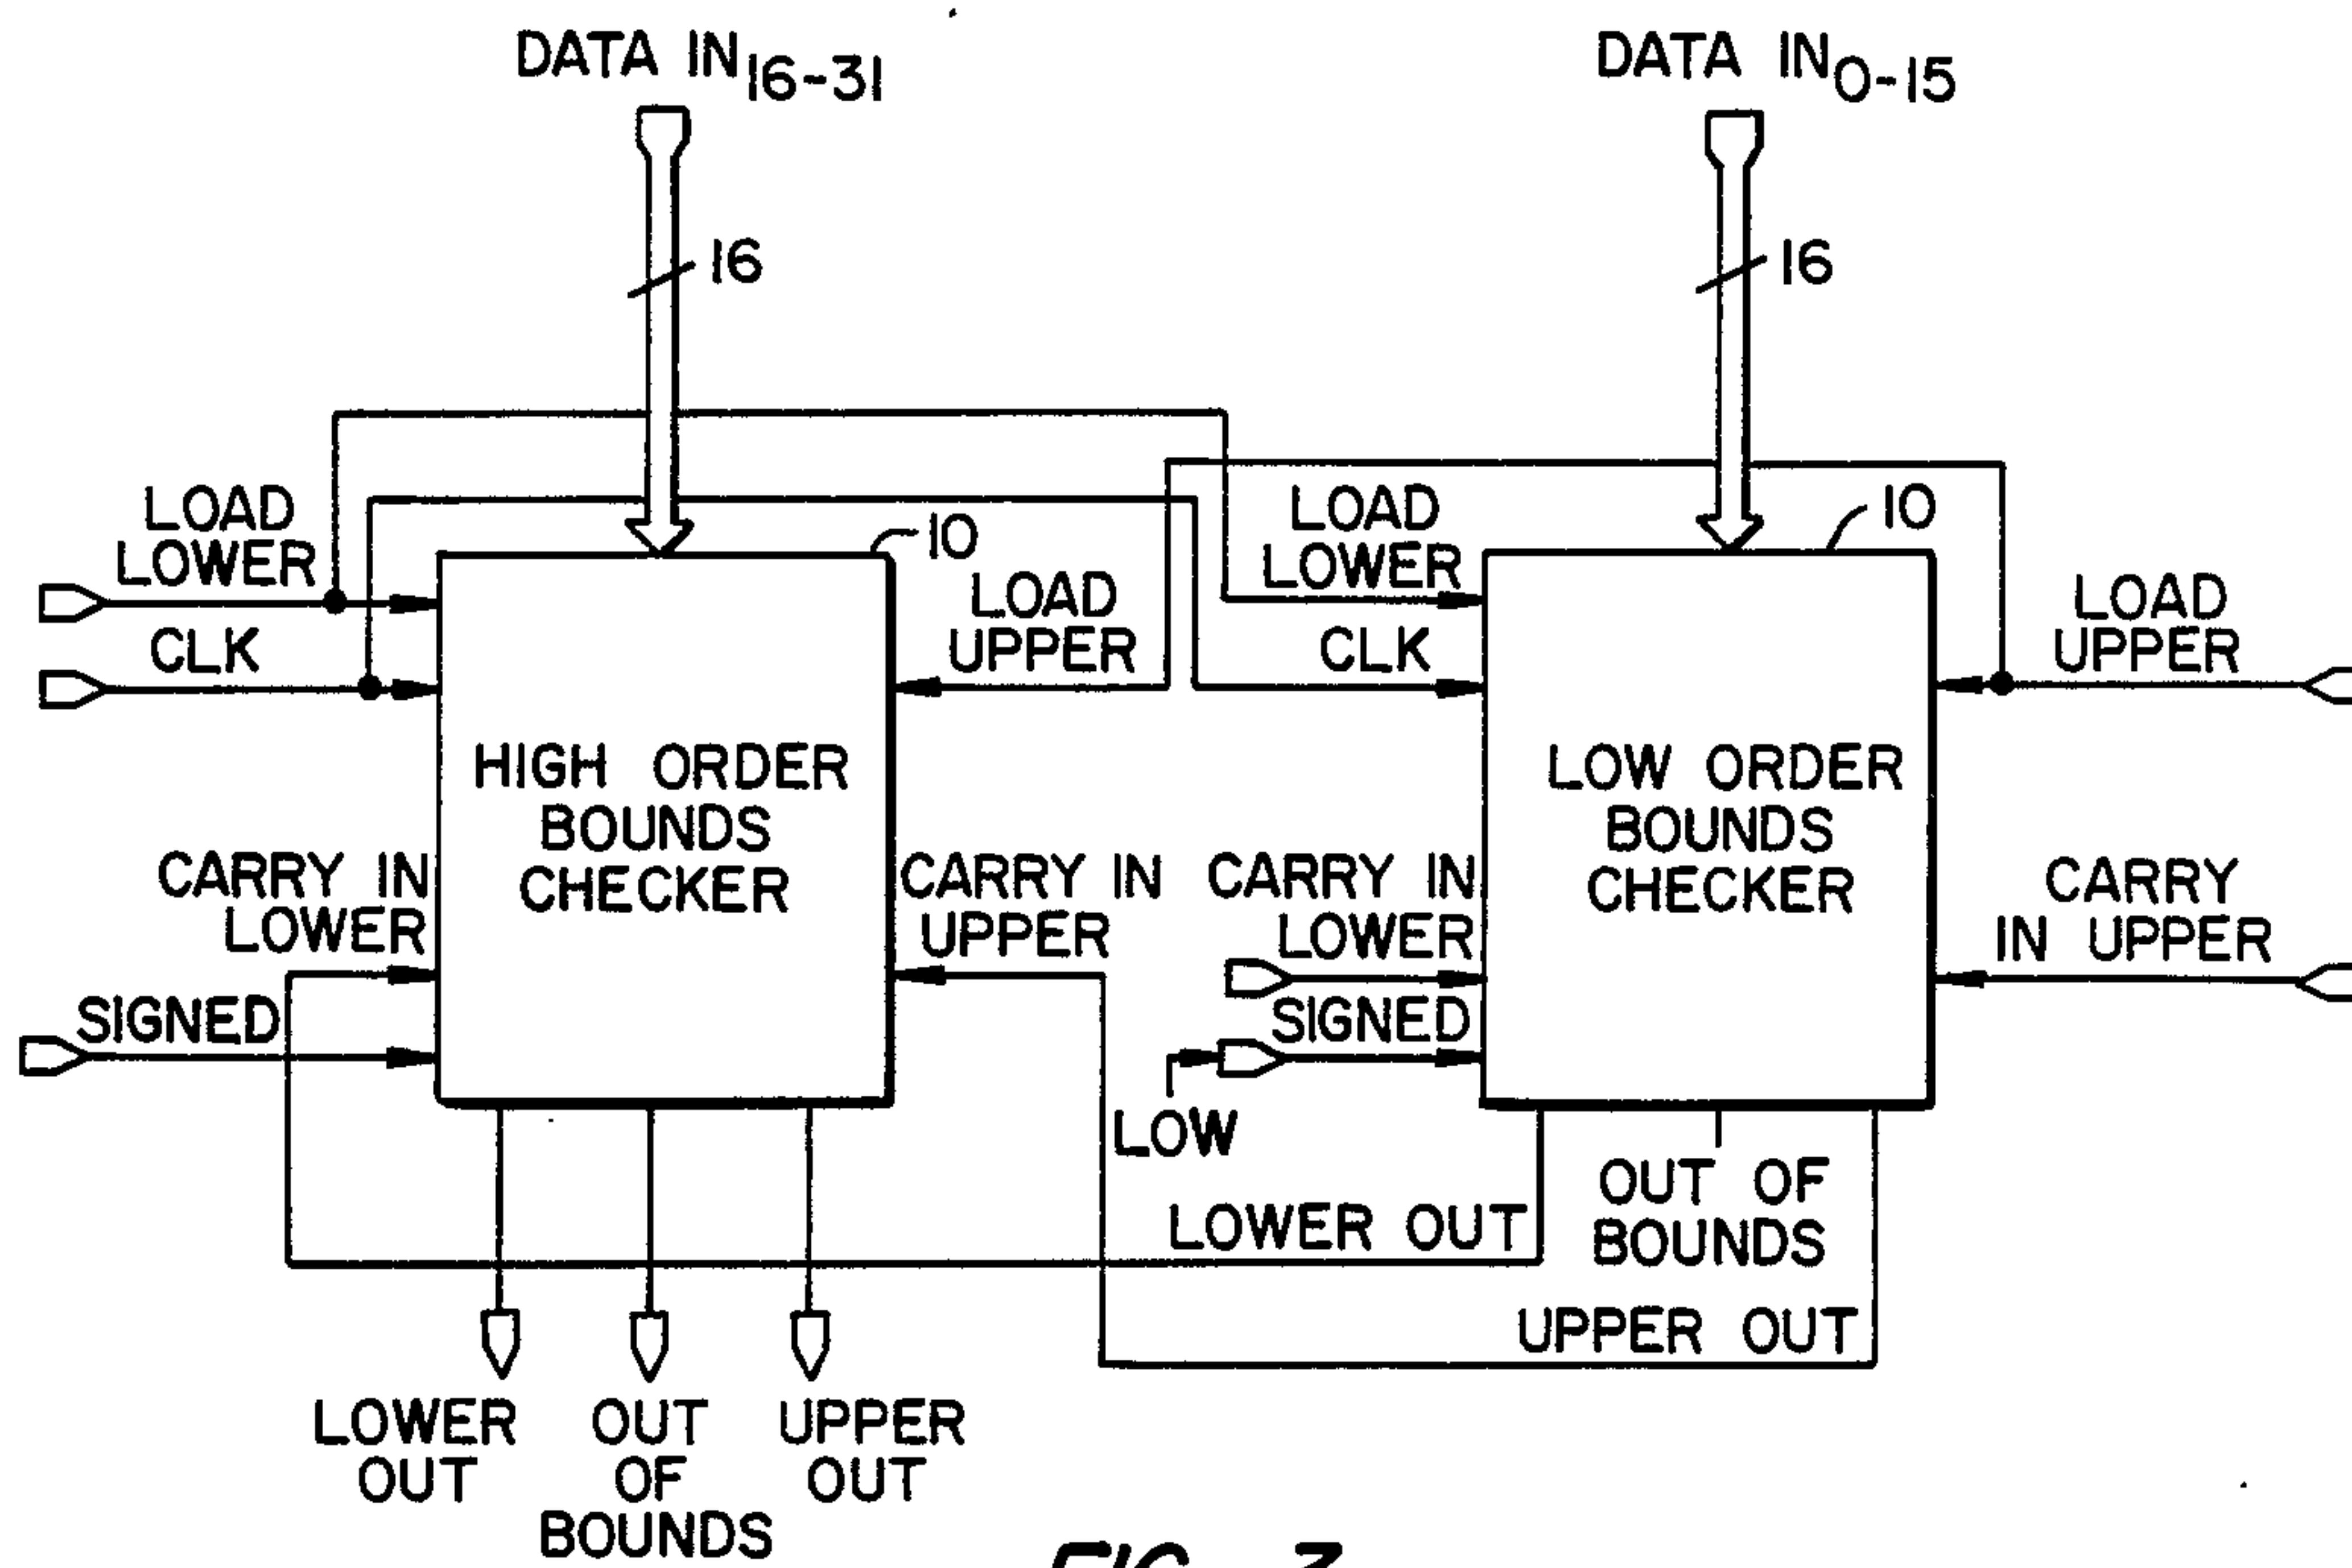 DATA IN16-31
DATA IN0-15
16
16
LOAD
LOWER
CLK
10
LOAD
UPPER
LOAD
LOWER
CLK
10
LOAD
UPPER
HIGH ORDER
BOUNDS
CHECKER
LOW ORDER
BOUNDS
CHECKER
CARRY IN
LOWER
SIGNED
CARRY IN
UPPER
CARRY IN
LOWER
SIGNED
LOW
CARRY
IN UPPER
LOWER OUT
OUT OF
BOUNDS
UPPER OUT
LOWER
OUT
OUT
OF
BOUNDS
UPPER
OUT